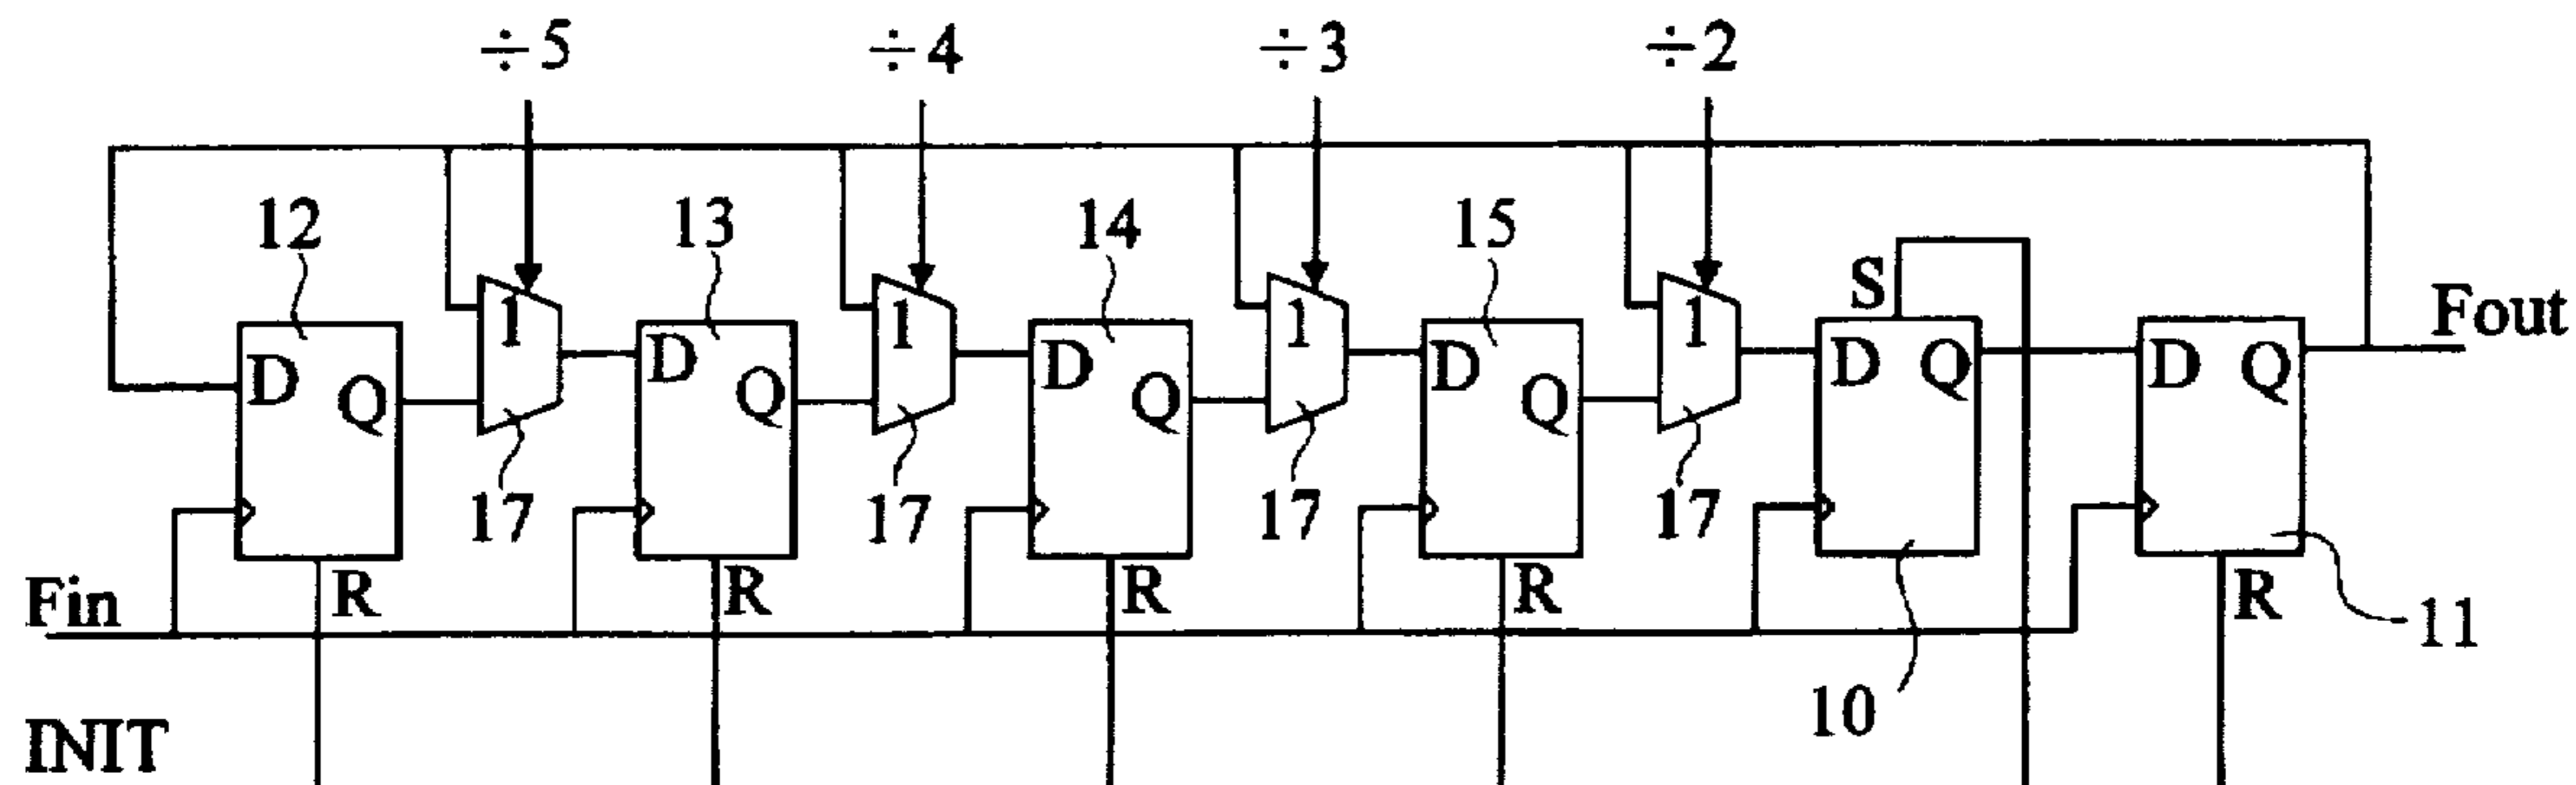 ÷5 ÷4 ÷3 ÷2
12 13 14 15
S
1 1 1 1
Fout
D Q D Q D Q D Q D Q D Q
17 17 17 17
Fin R R R R R 11
10
INIT